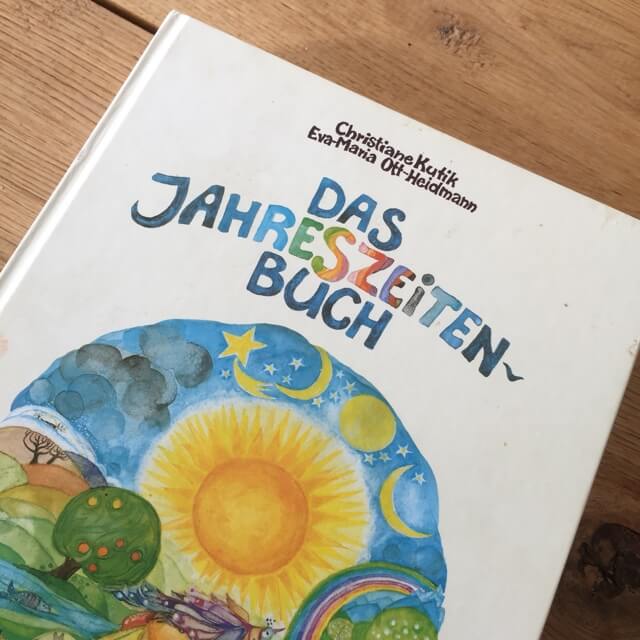 Christiane Kutik
Eva-Maria Ott-Heidmann
DAS
JAHRESZEiTEN-
BUCH